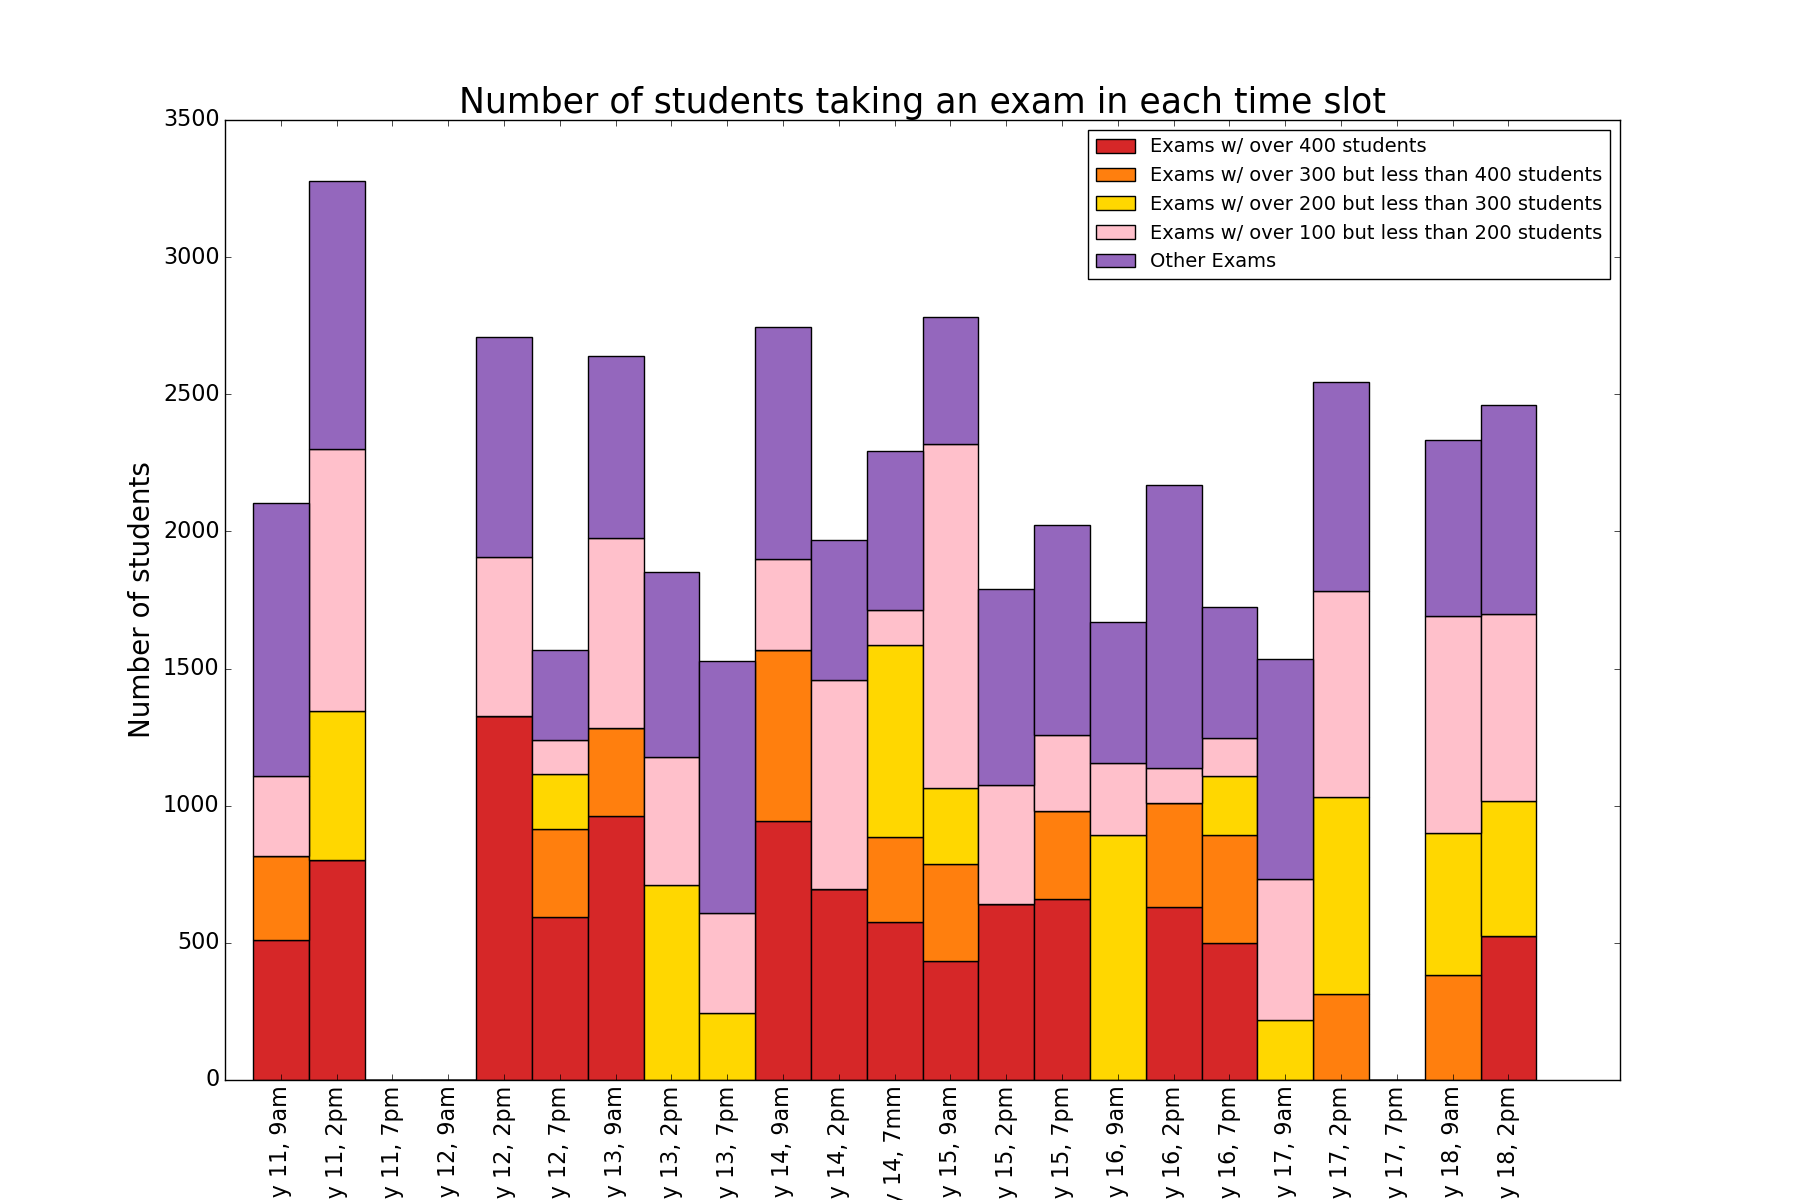 Number of students taking an exam in each time slot
3500
3000
2500
2000
1500
1000
500
0
Number of students
Exams w/ over 400 students
Exams w/ over 300 but less than 400 students
Exams w/ over 200 but less than 300 students
Exams w/ over 100 but less than 200 students
Other Exams
y 11, 9am
y 11, 2pm
y 11, 7pm
y 12, 9am
y 12, 2pm
y 12, 7pm
y 13, 9am
y 13, 2pm
y 13, 7pm
y 14, 9am
y 14, 2pm
y 14, 7mm
y 15, 9am
y 15, 2pm
y 15, 7pm
y 16, 9am
y 16, 2pm
y 16, 7pm
y 17, 9am
y 17, 2pm
y 17, 7pm
y 18, 9am
y 18, 2pm